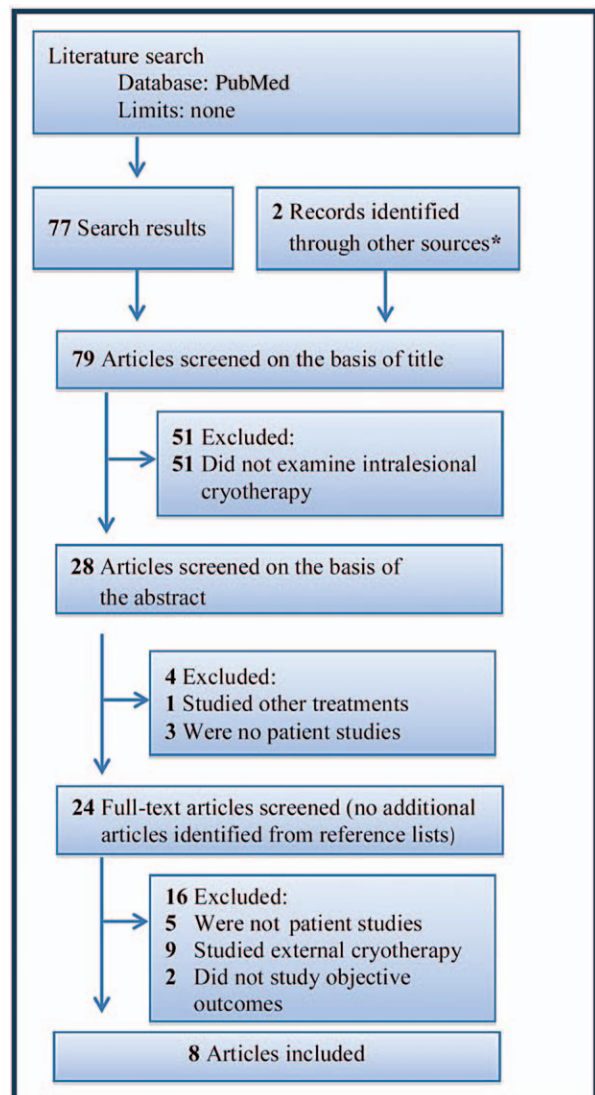 Literature search
Database: PubMed
Limits: none
77 Search results
2 Records identified
through other sources*
79 Articles screened on the basis of title
51 Excluded:
51 Did not examine intralesional
cryotherapy
28 Articles screened on the basis of
the abstract
4 Excluded:
1 Studied other treatments
3 Were no patient studies
24 Full-text articles screened (no additional
articles identified from reference lists)
16 Excluded:
5 Were not patient studies
9 Studied external cryotherapy
2 Did not study objective
outcomes
8 Articles included